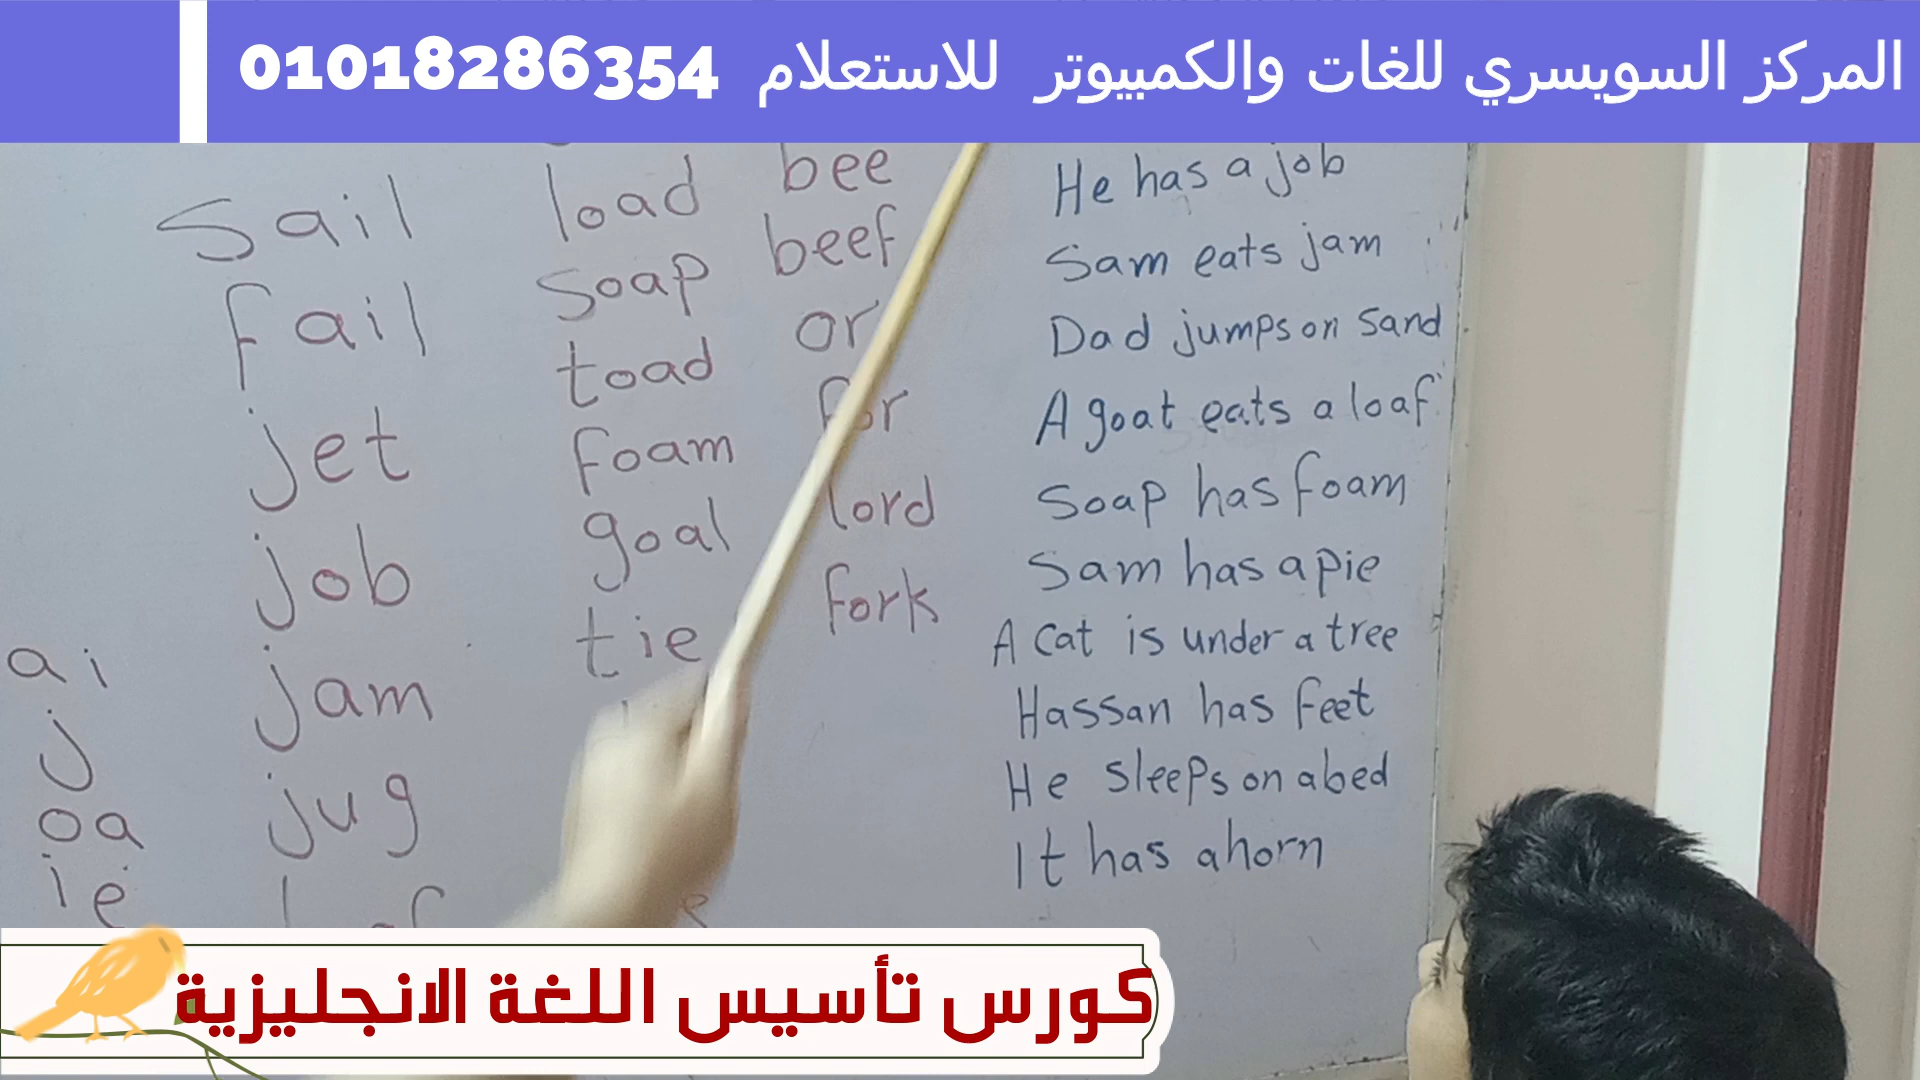 المركز السويسري للغات والكمبيوتر للاستعلام 01018286354
sail
fail
jet
job
jam
jug
ai
j
oa
ie
load
soap
toad
foam
goal
tie
bee
beef
or
for
lord
fork
He has a job
Sam eats jam
Dad jumps on sand
A goat eats a loaf
Soap has foam
Sam has a pie
A cat is under a tree
Hassan has feet
He sleeps on a bed
It has a horn
كورس تأسيس اللغة الانجليزية